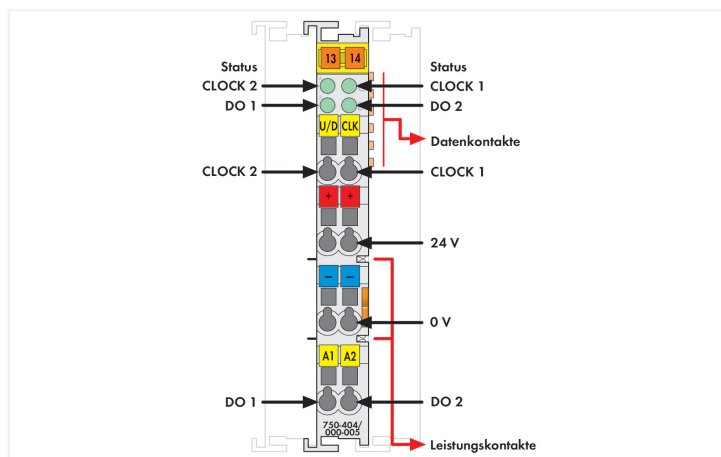 13 14
Status Status
CLOCK 2 CLOCK 1
DO 1 DO 2
U/D CLK
Datenkontakte
CLOCK 2 CLOCK 1
+ +
24 V
− −
0 V
A1 A2
DO 1 DO 2
750-404/
000-005
Leistungskontakte